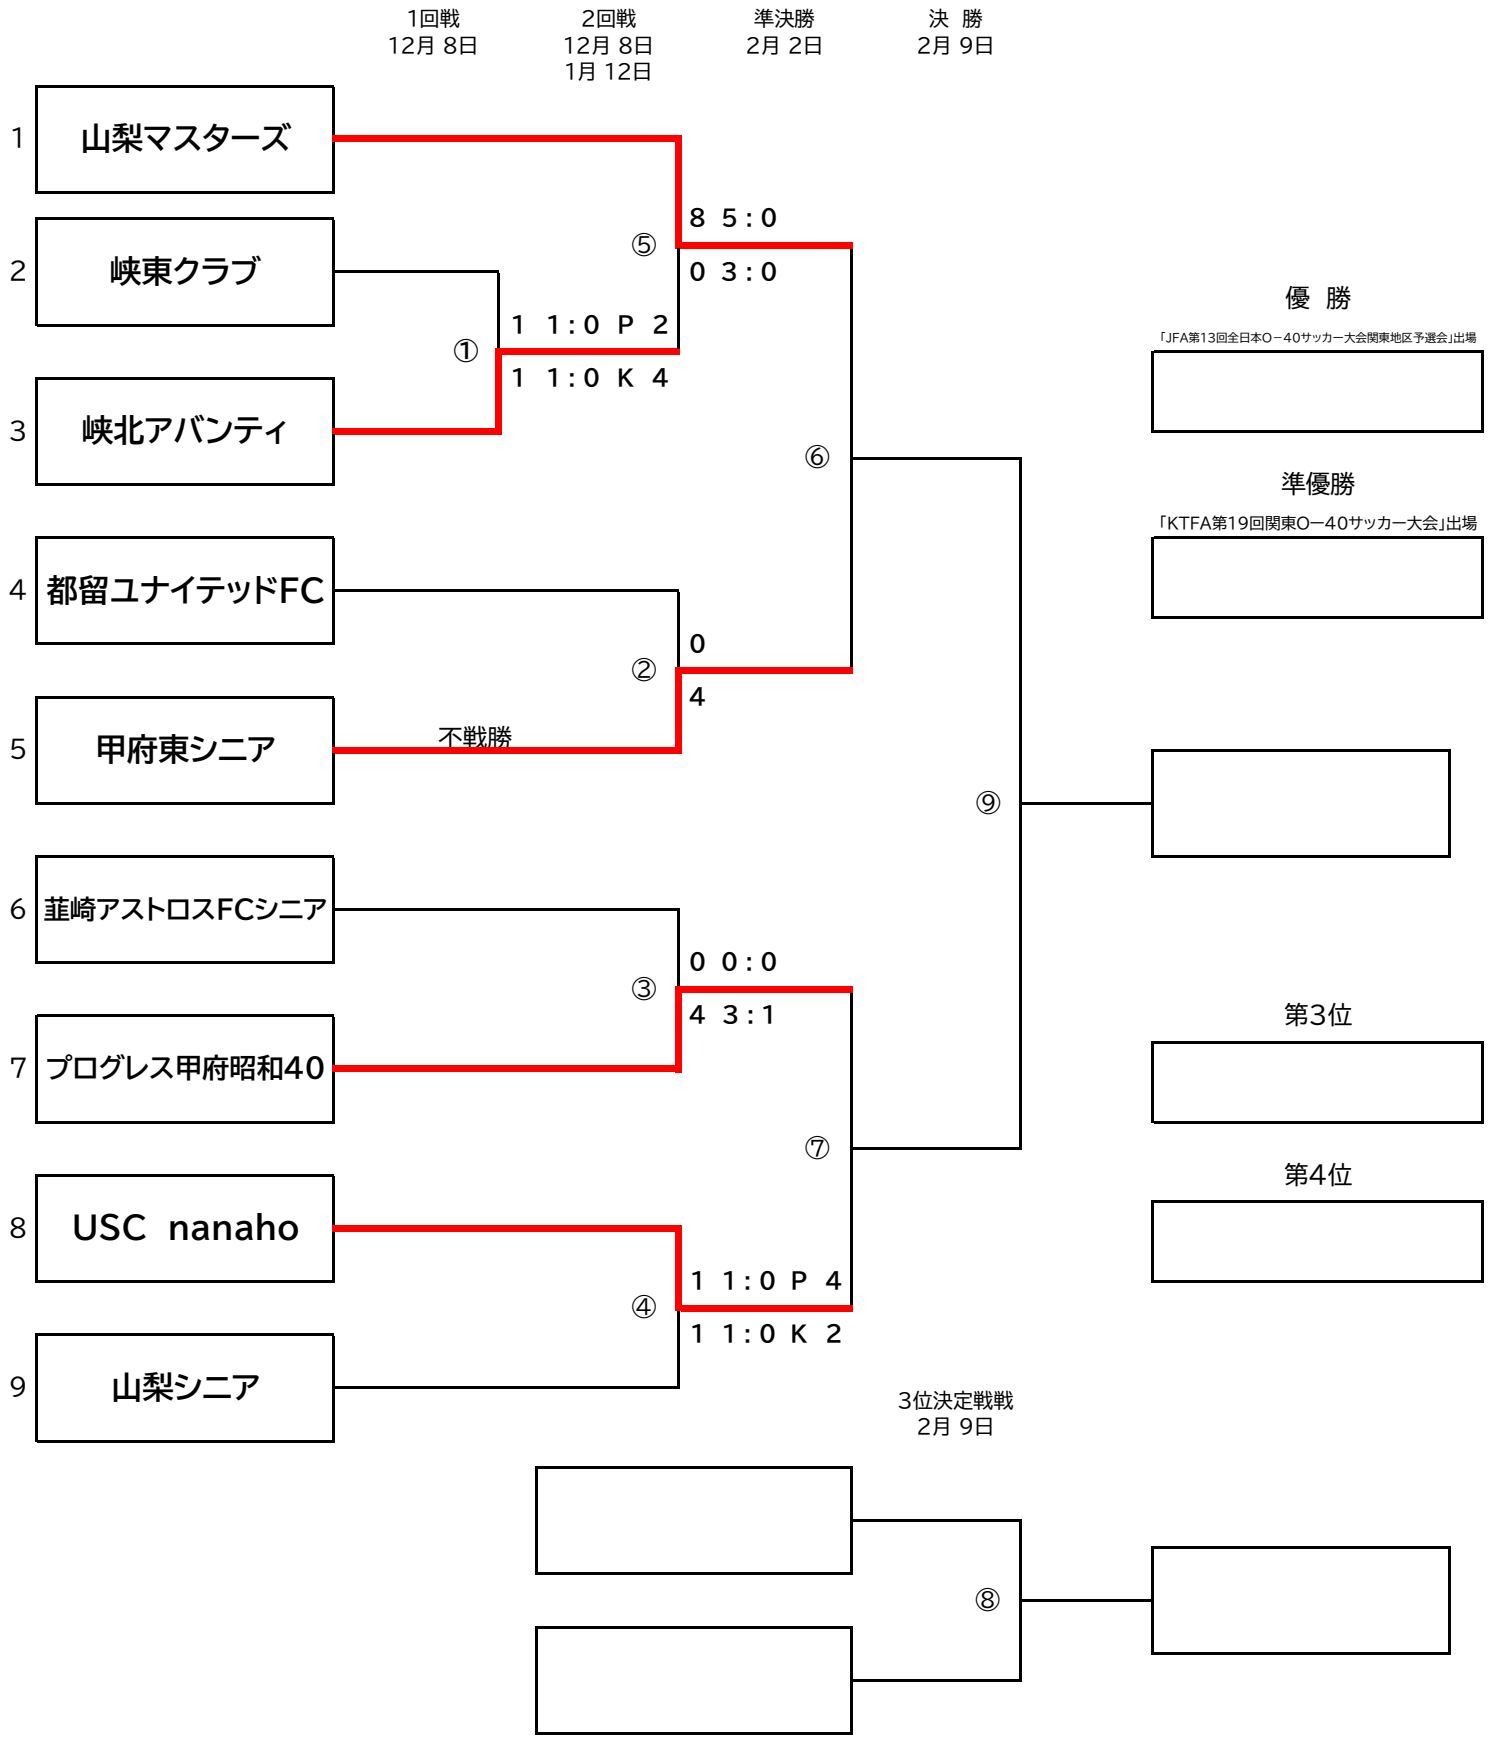 1回戦
12月 8日
2回戦
12月 8日
1月 12日
準決勝
2月 2日
決 勝
2月 9日
1
山梨マスターズ
2
峡東クラブ
3
峡北アバンティ
4
都留ユナイテッドFC
5
甲府東シニア
不戦勝
6
韮崎アストロスFCシニア
7
プログレス甲府昭和40
8
USC nanaho
9
山梨シニア
①
1 1:0 P 2
1 1:0 K 4
⑤
8 5:0
0 3:0
②
0
4
③
0 0:0
4 3:1
④
1 1:0 P 4
1 1:0 K 2
⑥
⑦
⑨
優 勝
「JFA第13回全日本O－40サッカー大会関東地区予選会」出場
準優勝
「KTFA第19回関東O―40サッカー大会」出場
第3位
第4位
3位決定戦戦
2月 9日
⑧